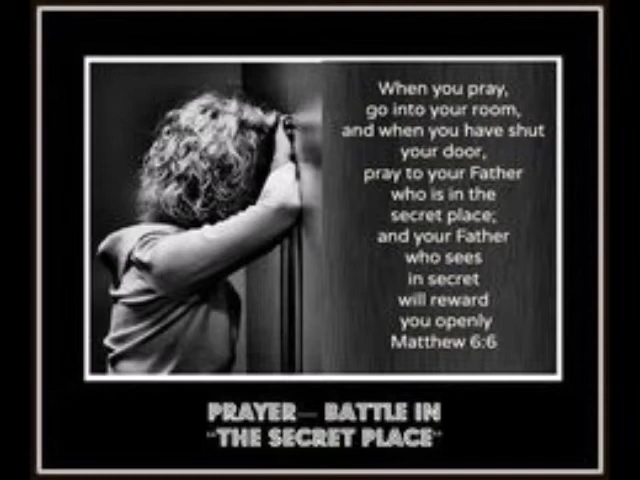 When you pray,
go into your room,
and when you have shut
your door,
pray to your Father
who is in the
secret place;
and your Father
who sees
in secret
will reward
you openly
Matthew 6:6
PRAYER— BATTLE IN
"THE SECRET PLACE"